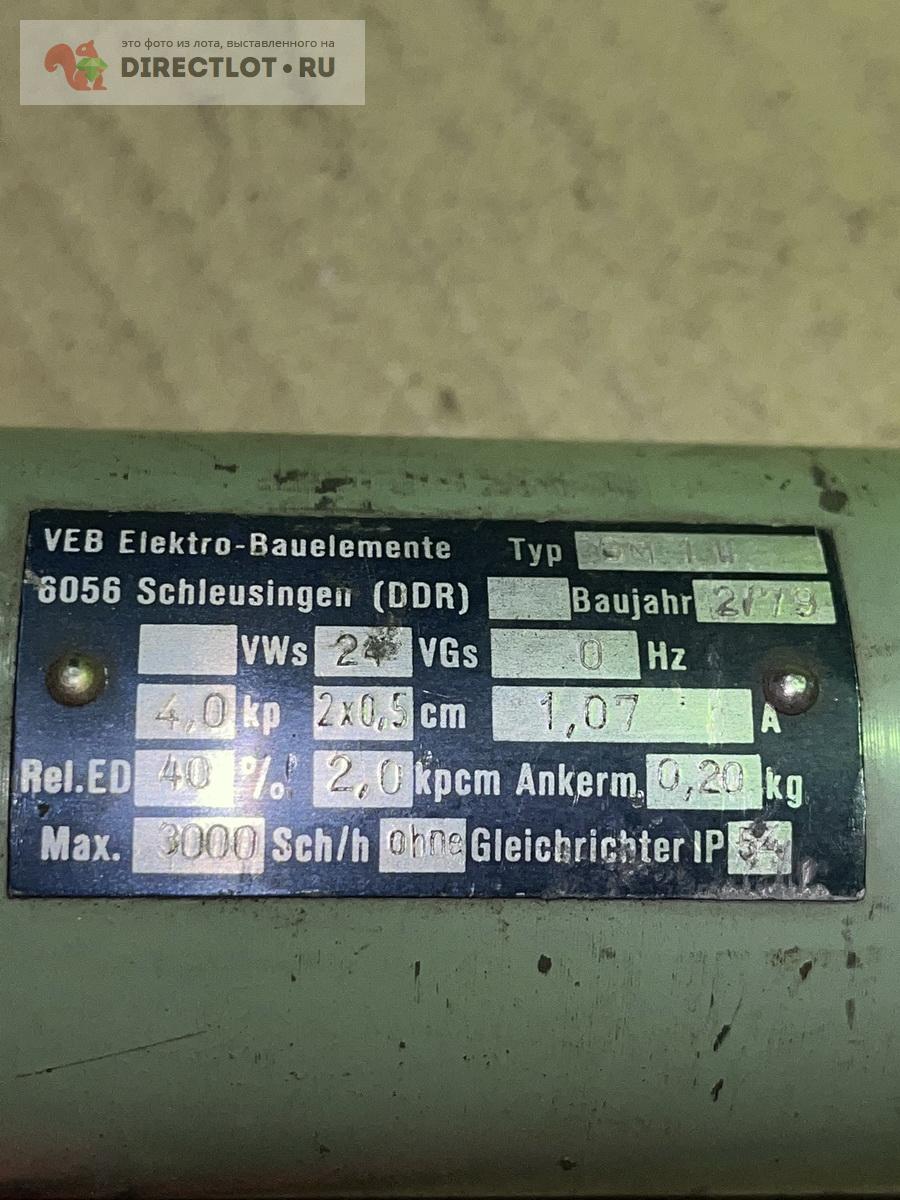 это фото из лота, выставленного на
DIRECTLOT•RU
VEB Elektro-Bauelemente Typ
6056 Schleusingen (DDR) Baujahr 2/79
VWs 24 VGs 0 Hz
4,0 kp 2x0,5 cm 1,07 A
Rel.ED 40 % 2,0 kpcm Ankerm. 0,20 kg
Max. 3000 Sch/h ohne Gleichrichter IP 54